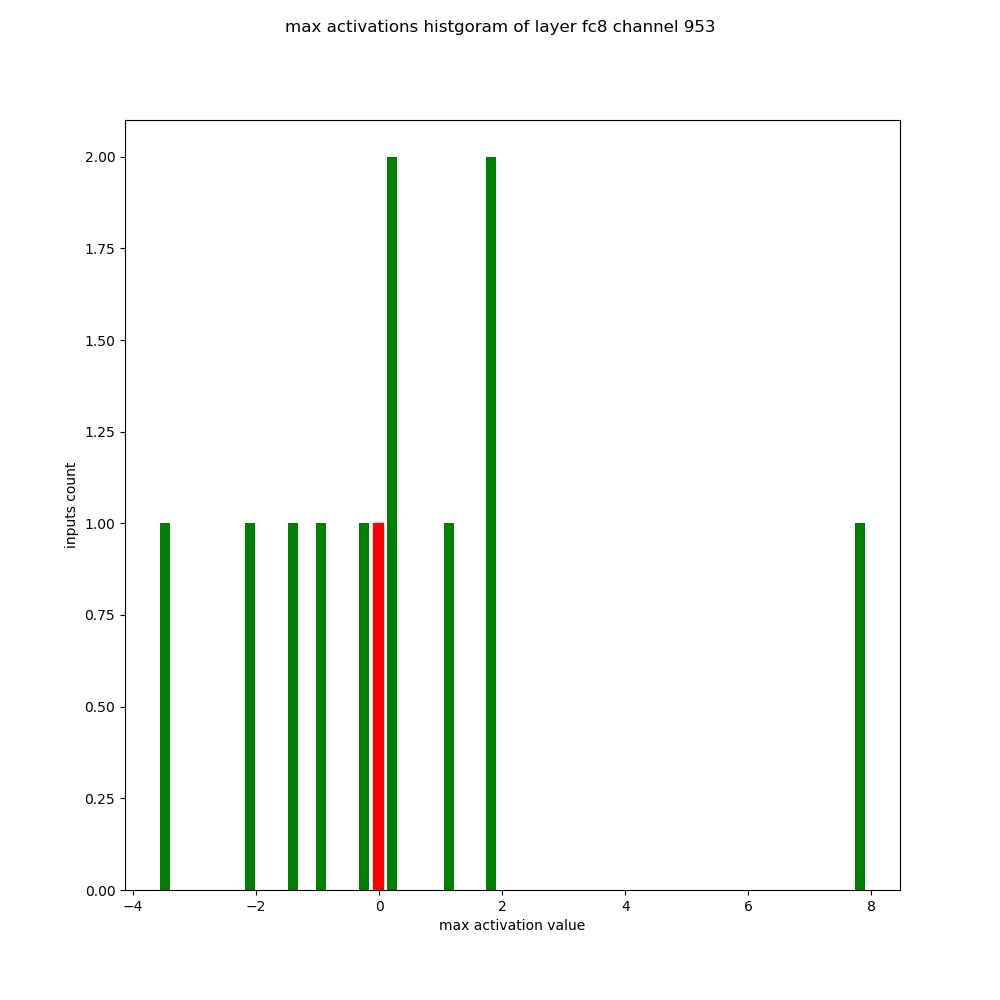 max activations histgoram of layer fc8 channel 953
2.00
1.75
1.50
1.25
1.00
0.75
0.50
0.25
0.00
inputs count
−4 −2 0 2 4 6 8
max activation value